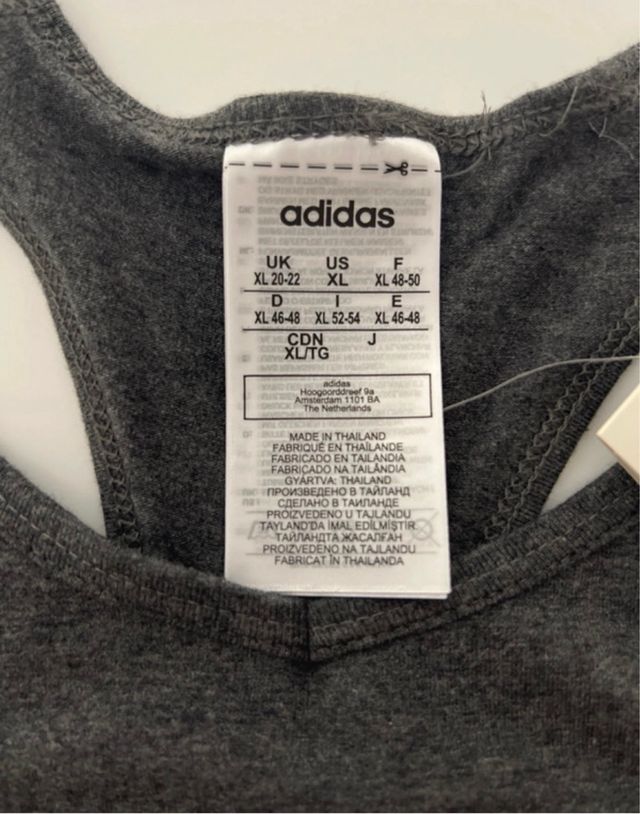 adidas
UK US F
XL 20-22 XL XL 48-50
D I E
XL 46-48 XL 52-54 XL 46-48
CDN J
XL/TG
adidas
Hoogoorddreef 9a
Amsterdam 1101 BA
The Netherlands
MADE IN THAILAND
FABRIQUÉ EN THAÏLANDE
FABRICADO EN TAILANDIA
FABRICADO NA TAILÂNDIA
GYÁRTVA: THAILAND
ПРОИЗВЕДЕНО В ТАЙЛАНД
СДЕЛАНО В ТАИЛАНДЕ
PROIZVEDENO U TAJLANDU
TAYLAND'DA İMAL EDİLMİŞTİR
ТАЙЛАНДТА ЖАСАЛҒАН
PROIZVEDENO NA TAJLANDU
FABRICAT ÎN THAILANDA